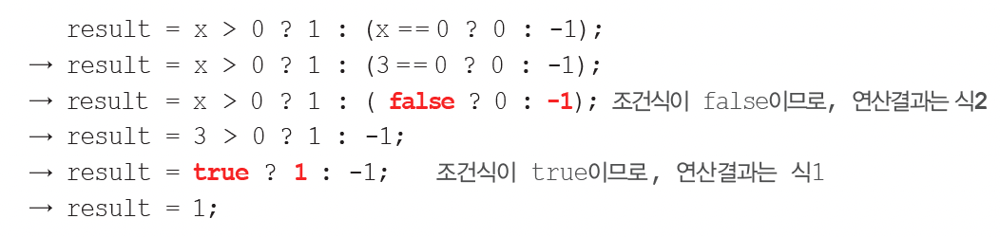 result = x > 0 ? 1 : (x==0 ? 0 : -1);
→ result = x > 0 ? 1 : (3==0 ? 0 : -1);
→ result = x > 0 ? 1 : ( false ? 0 : -1); 조건식이 false이므로, 연산결과는 식2
→ result = 3 > 0 ? 1 : -1;
→ result = true ? 1 : -1; 조건식이 true이므로, 연산결과는 식1
→ result = 1;